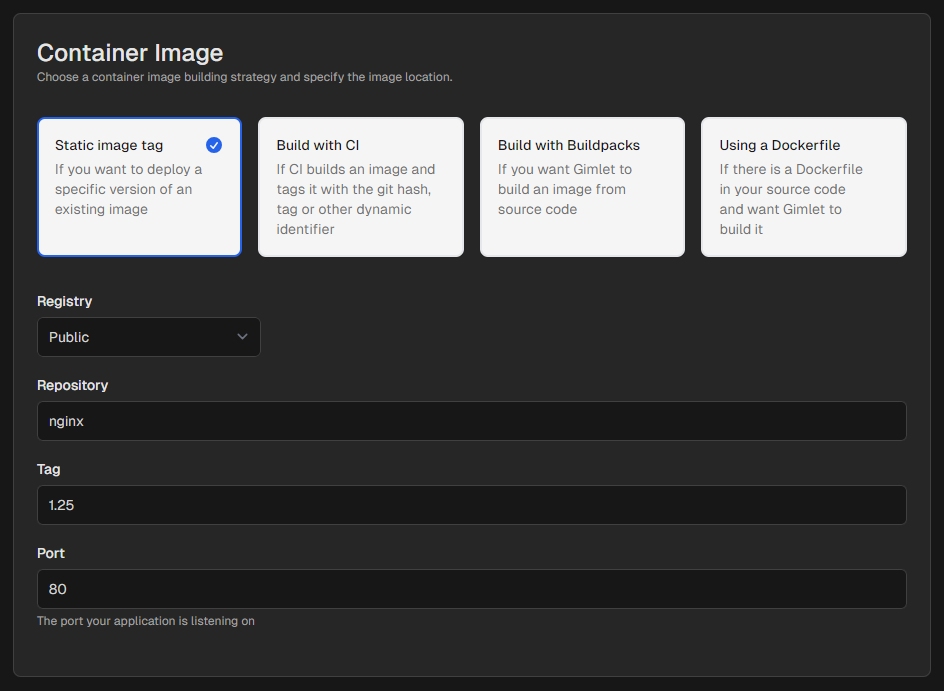 Container Image
Choose a container image building strategy and specify the image location.
Static image tag
If you want to deploy a
specific version of an
existing image
Build with CI
If CI builds an image and
tags it with the git hash,
tag or other dynamic
identifier
Build with Buildpacks
If you want Gimlet to
build an image from
source code
Using a Dockerfile
If there is a Dockerfile
in your source code
and want Gimlet to
build it
Registry
Public
Repository
nginx
Tag
1.25
Port
80
The port your application is listening on